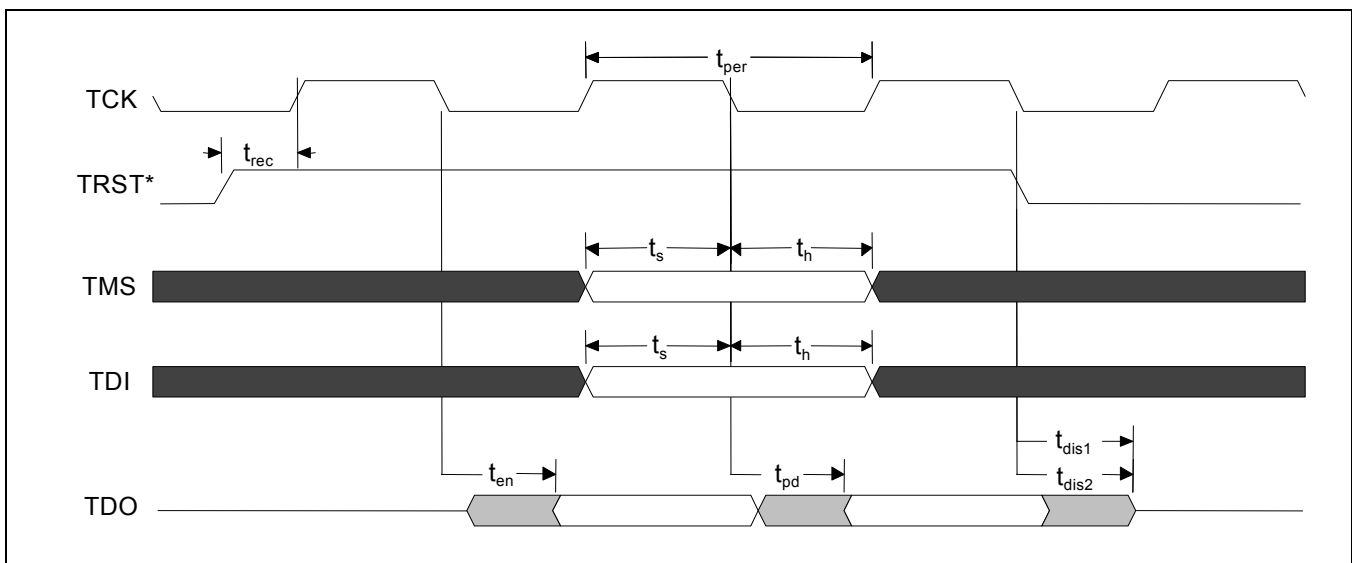 t_per
TCK
t_rec
TRST*
t_s t_h
TMS
t_s t_h
TDI
t_dis1
t_en t_pd t_dis2
TDO